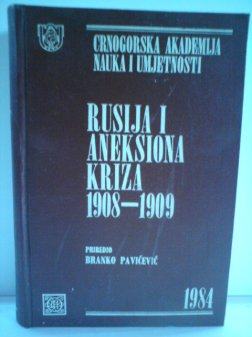 CRNOGORSKA AKADEMIJA
NAUKA I UMJETNOSTI
RUSIJA I
ANEKSIONA
KRIZA
1908—1909
PRIREDIO
BRANKO PAVIĆEVIĆ
1984